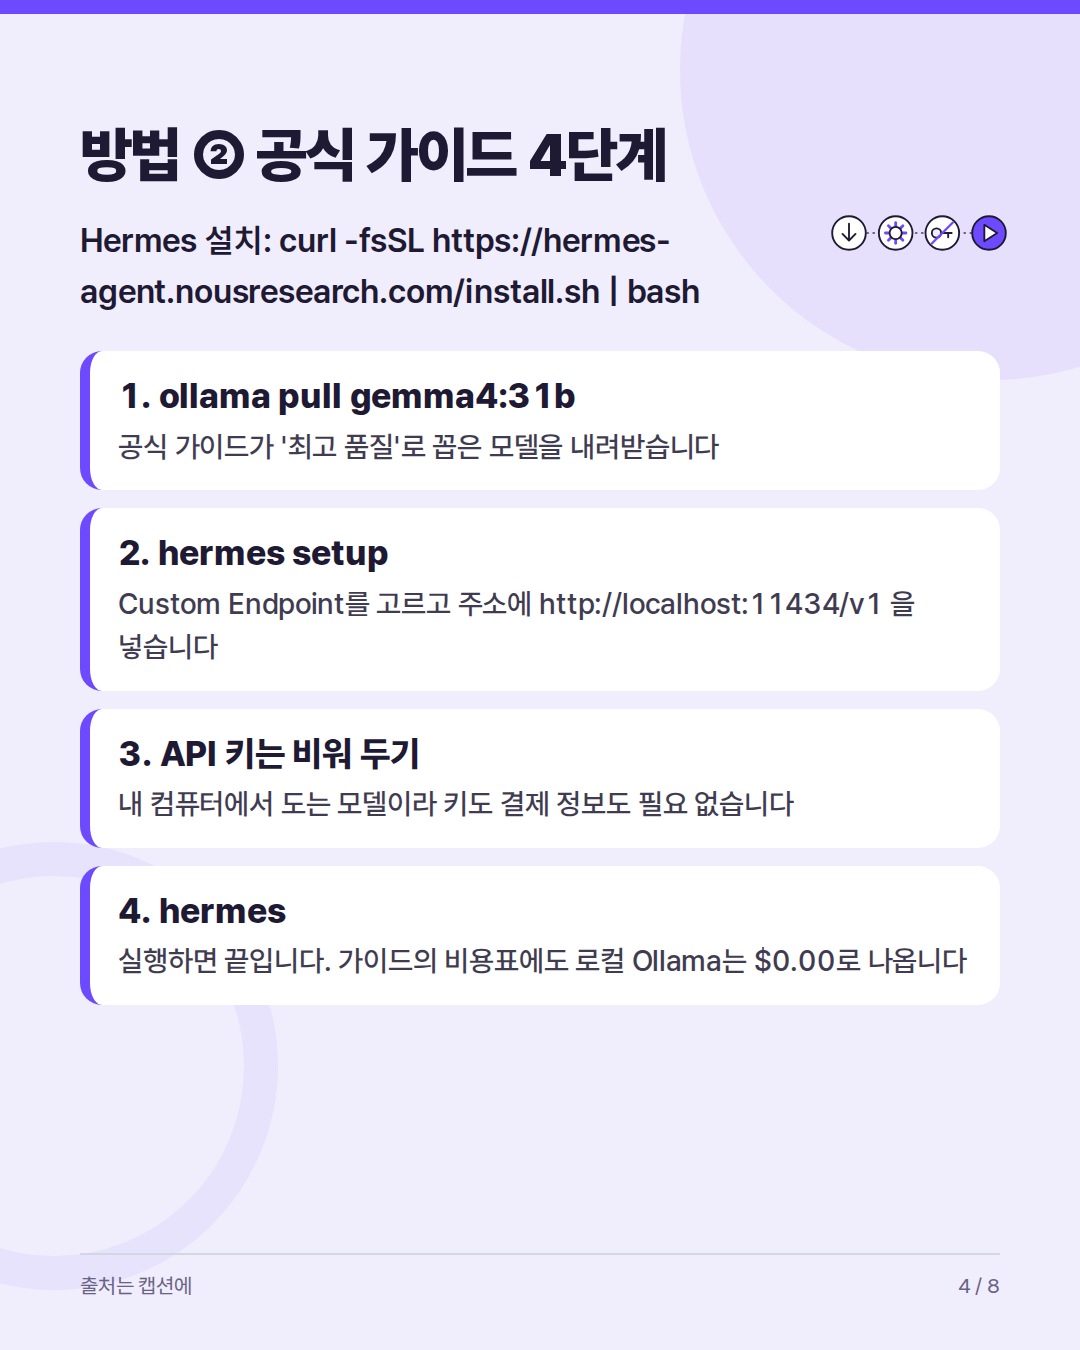 방법 ② 공식 가이드 4단계
Hermes 설치: curl -fsSL https://hermes-
agent.nousresearch.com/install.sh | bash
1. ollama pull gemma4:31b
공식 가이드가 '최고 품질'로 꼽은 모델을 내려받습니다
2. hermes setup
Custom Endpoint를 고르고 주소에 http://localhost:11434/v1 을
넣습니다
3. API 키는 비워 두기
내 컴퓨터에서 도는 모델이라 키도 결제 정보도 필요 없습니다
4. hermes
실행하면 끝입니다. 가이드의 비용표에도 로컬 Ollama는 $0.00로 나옵니다
출처는 캡션에
4 / 8